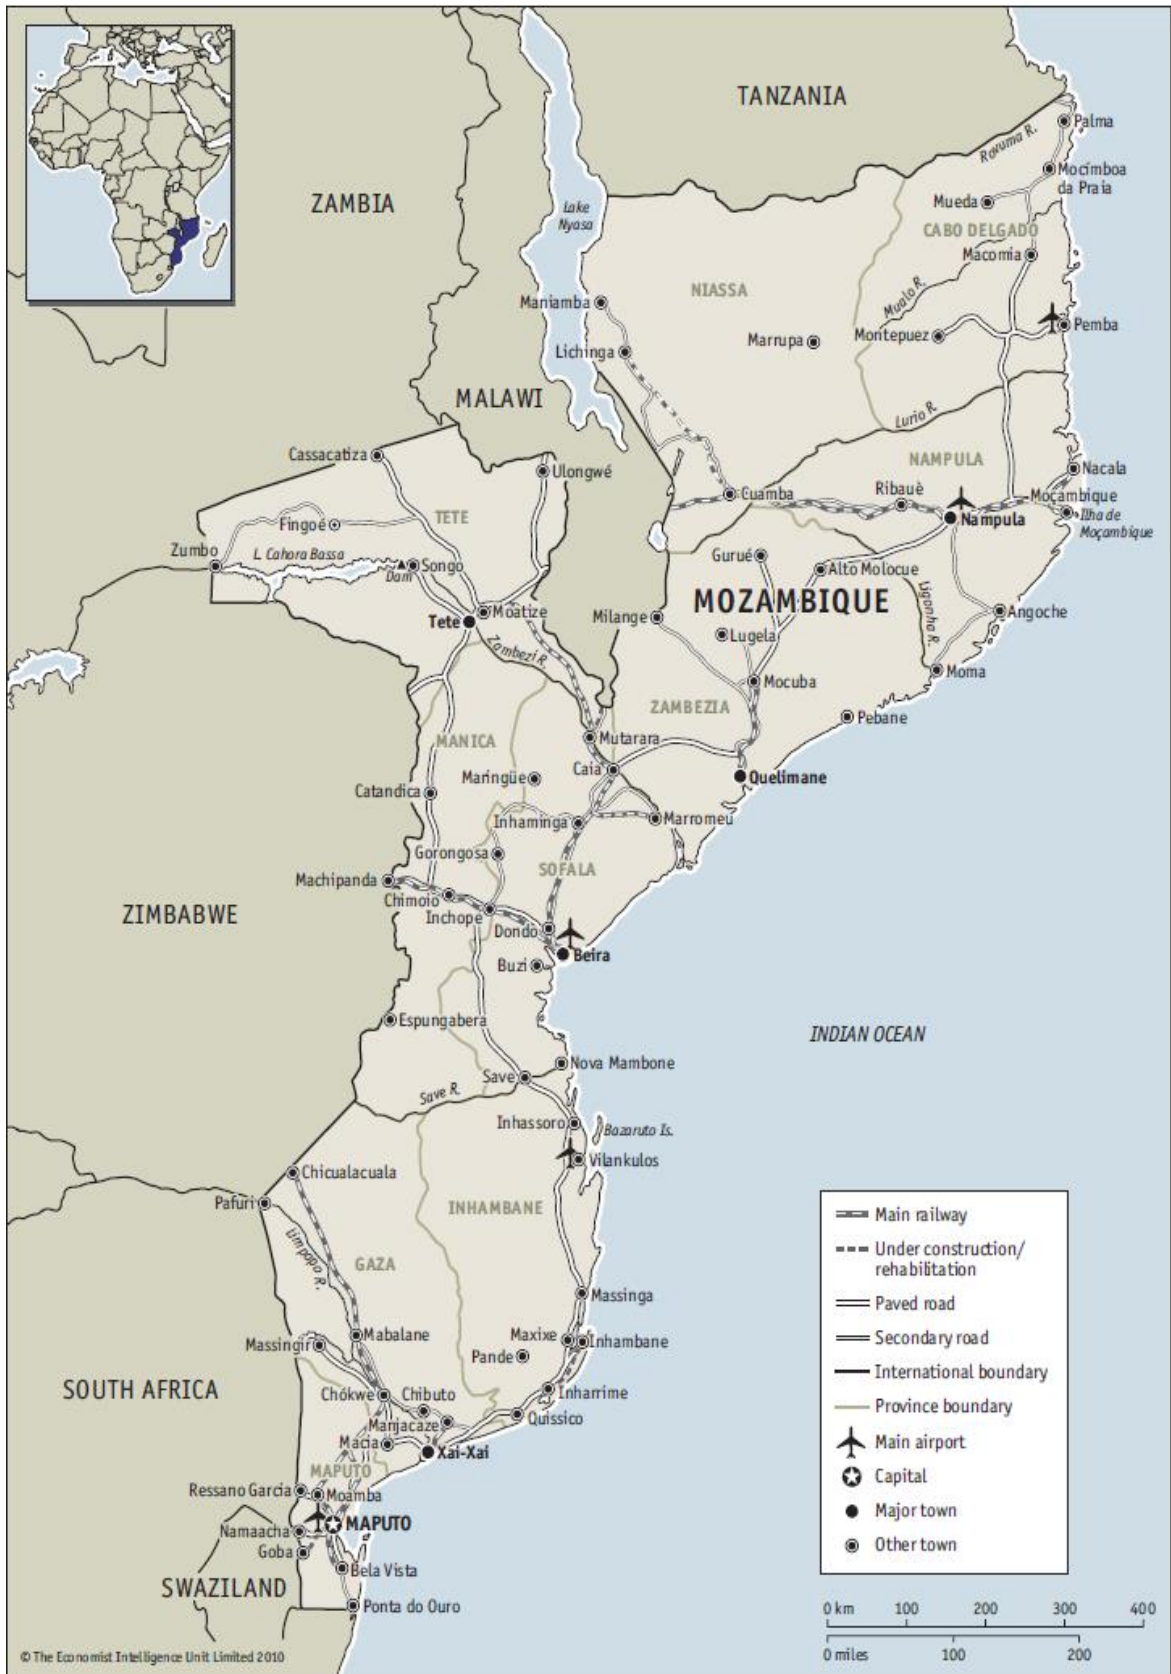 TANZANIA
Palma
Rovuma R.
Mocímboa
da Praia
ZAMBIA
Lake
Nyasa
Mueda
CABO DELGADO
Macomia
NIASSA
Mualo R.
Maniamba
Pemba
Montepuez
Marrupa
Lichinga
MALAWI
Lurio R.
Cassacatiza
NAMPULA
Nacala
Ulongwé
Cuamba
Ribauè
Moçambique
Ilha de
Moçambique
Nampula
TETE
Fingoé
Zumbo
L. Cahora Bassa
Dam
Songo
Gurué
Alto Molocue
MOZAMBIQUE
Ligonha R.
Angoche
Moatize
Tete
Milange
Lugela
Zambezi R.
Moma
Mocuba
ZAMBEZIA
Pebane
MANICA
Mutarara
Caia
Quelimane
Maringüe
Catandica
Inhaminga
Marromeu
Gorongosa
SOFALA
Machipanda
Chimoio
Inchope
ZIMBABWE
Dondo
Beira
Buzi
Espungabera
INDIAN OCEAN
Nova Mambone
Save
Save R.
Inhassoro
Bazaruto Is.
Vilankulos
Chicualacuala
Pafuri
INHAMBANE
Limpopo R.
GAZA
Massinga
Mabalane
Maxixe
Inhambane
Massingir
Pande
SOUTH AFRICA
Chókwe
Chibuto
Inharrime
Manjacaze
Quissico
Macia
Xai-Xai
MAPUTO
Ressano Garcia
Moamba
Namaacha
MAPUTO
Goba
Bela Vista
SWAZILAND
Ponta do Ouro
Main railway
Under construction/
rehabilitation
Paved road
Secondary road
International boundary
Province boundary
Main airport
Capital
Major town
Other town
0 km 100 200 300 400
0 miles 100 200
© The Economist Intelligence Unit Limited 2010